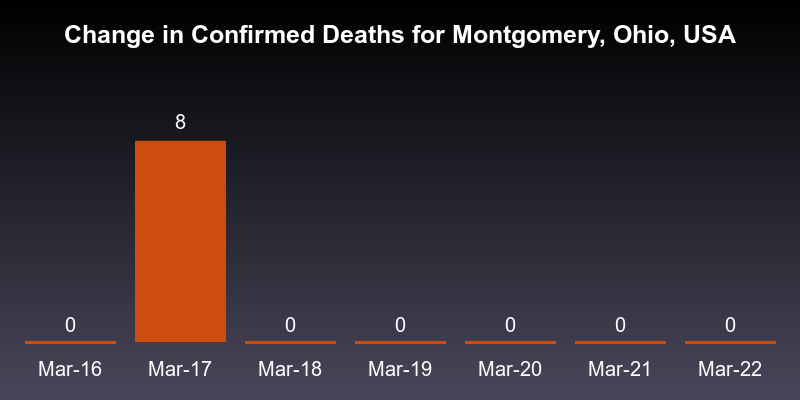 Change in Confirmed Deaths for Montgomery, Ohio, USA
8
0 0 0 0 0 0
Mar-16 Mar-17 Mar-18 Mar-19 Mar-20 Mar-21 Mar-22